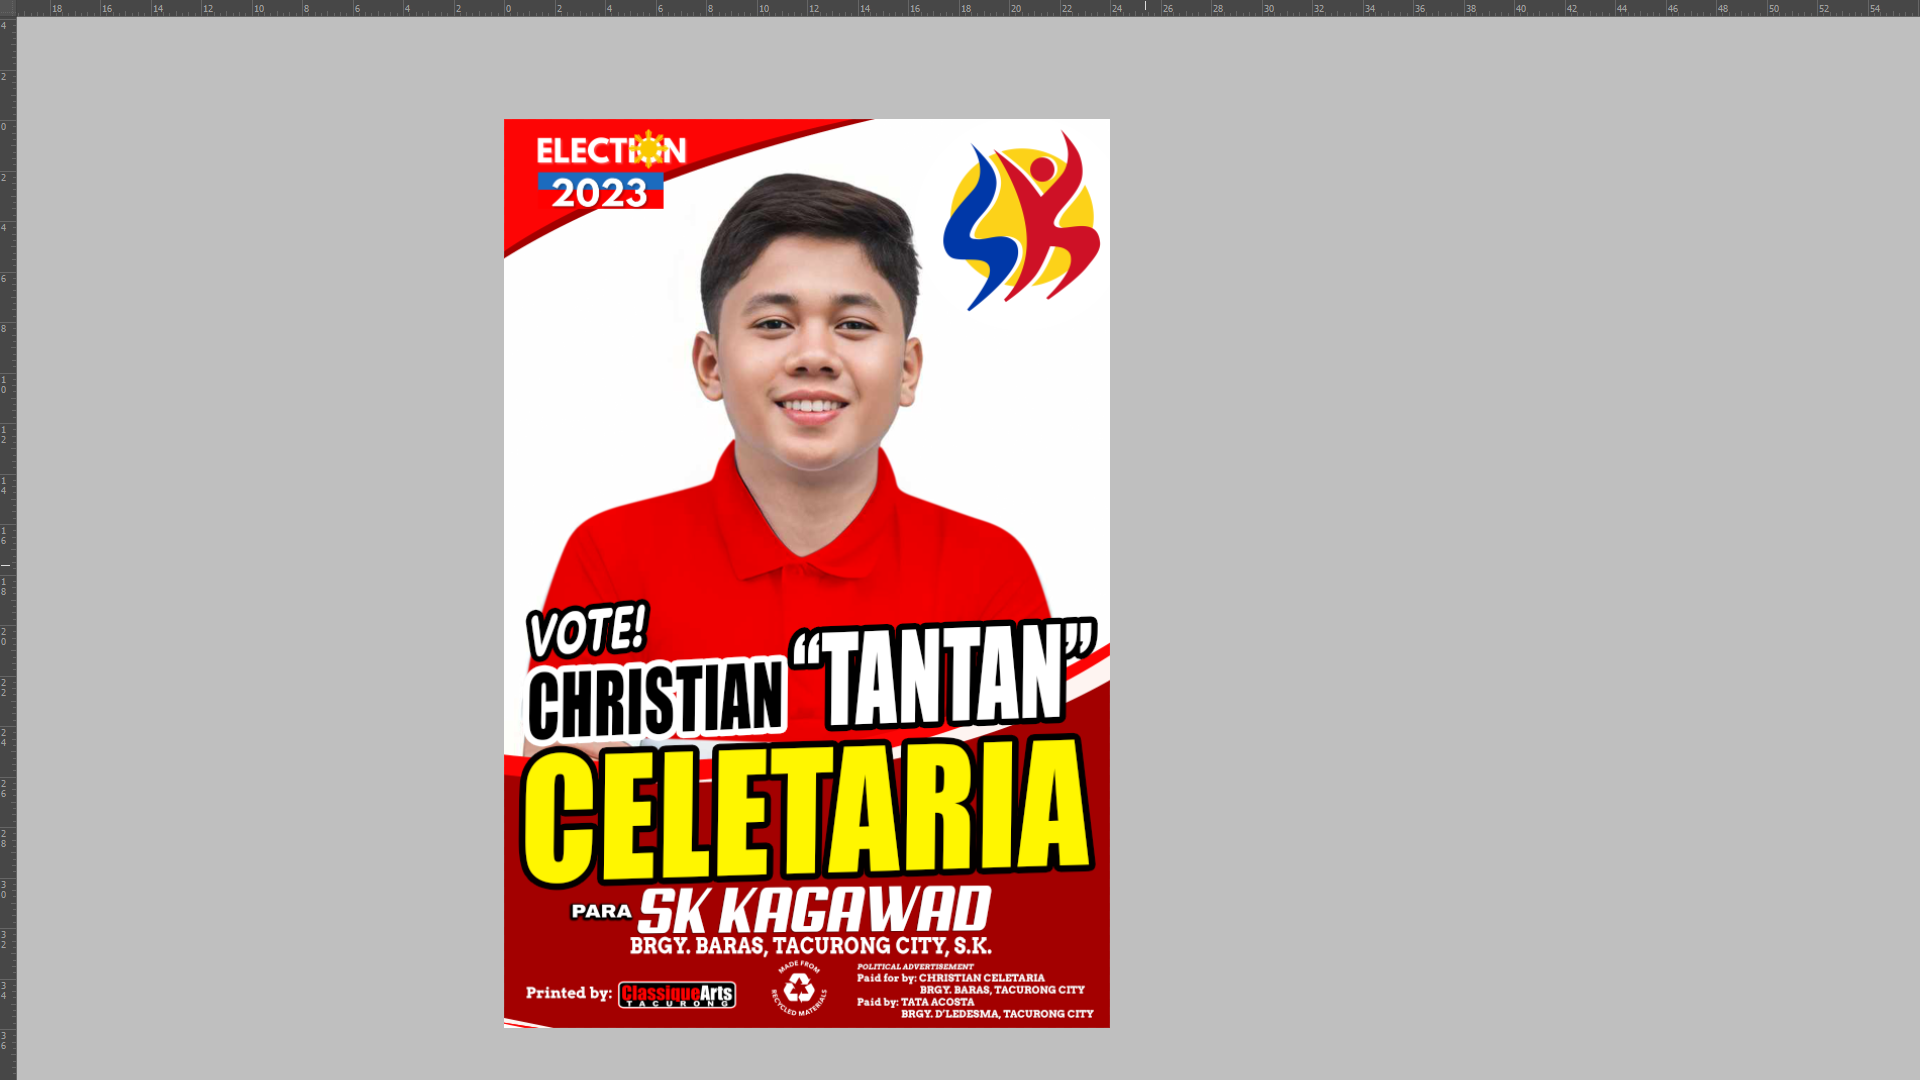 ELECTION
2023
SK
VOTE!
CHRISTIAN “TANTAN”
CELETARIA
PARA SK KAGAWAD
BRGY. BARAS, TACURONG CITY, S.K.
Printed by: ClassiqueArts
TACURONG
MADE FROM
RECYCLED MATERIALS
POLITICAL ADVERTISEMENT
Paid for by: CHRISTIAN CELETARIA
BRGY. BARAS, TACURONG CITY
Paid by: TATA ACOSTA
BRGY. D'LEDESMA, TACURONG CITY